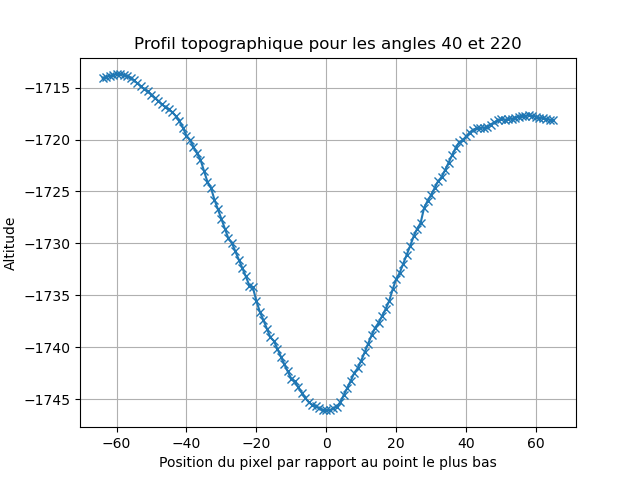 Profil topographique pour les angles 40 et 220
Altitude
−1715
−1720
−1725
−1730
−1735
−1740
−1745
−60 −40 −20 0 20 40 60
Position du pixel par rapport au point le plus bas